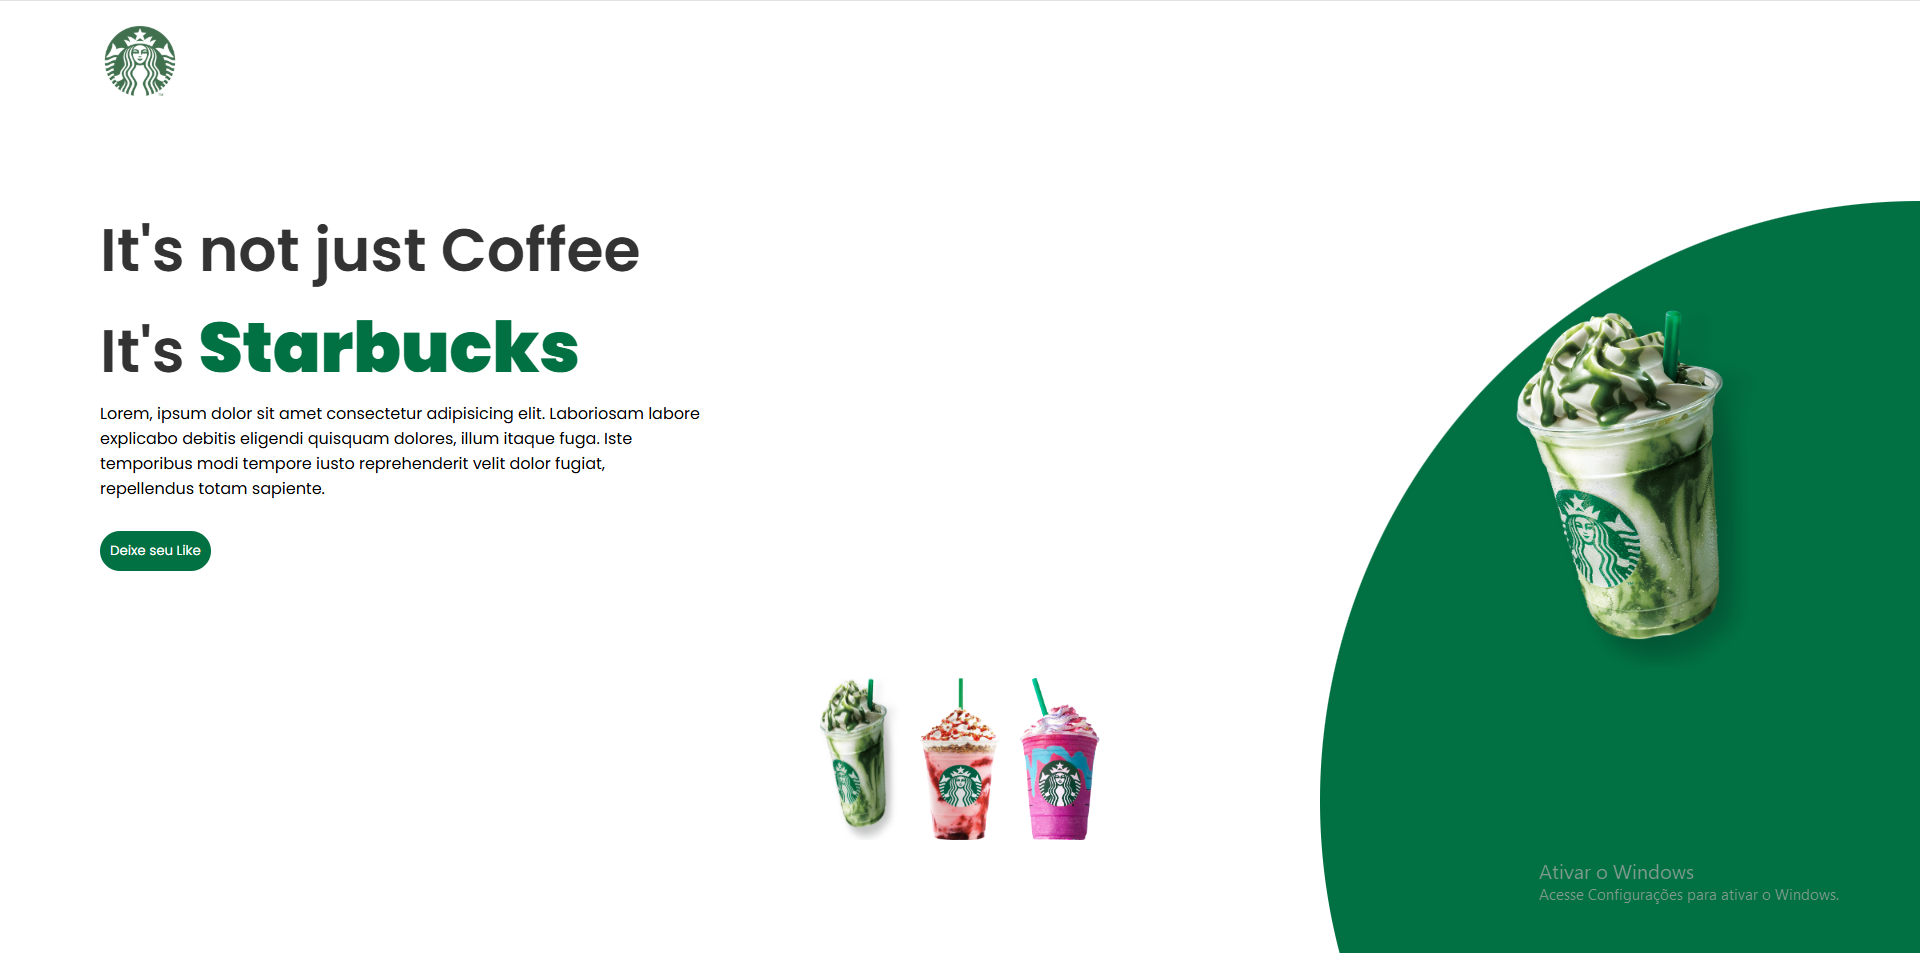 It's not just Coffee
It's Starbucks
Lorem, ipsum dolor sit amet consectetur adipisicing elit. Laboriosam labore
explicabo debitis eligendi quisquam dolores, illum itaque fuga. Iste
temporibus modi tempore iusto reprehenderit velit dolor fugiat,
repellendus totam sapiente.
Deixe seu Like
Ativar o Windows
Acesse Configurações para ativar o Windows.